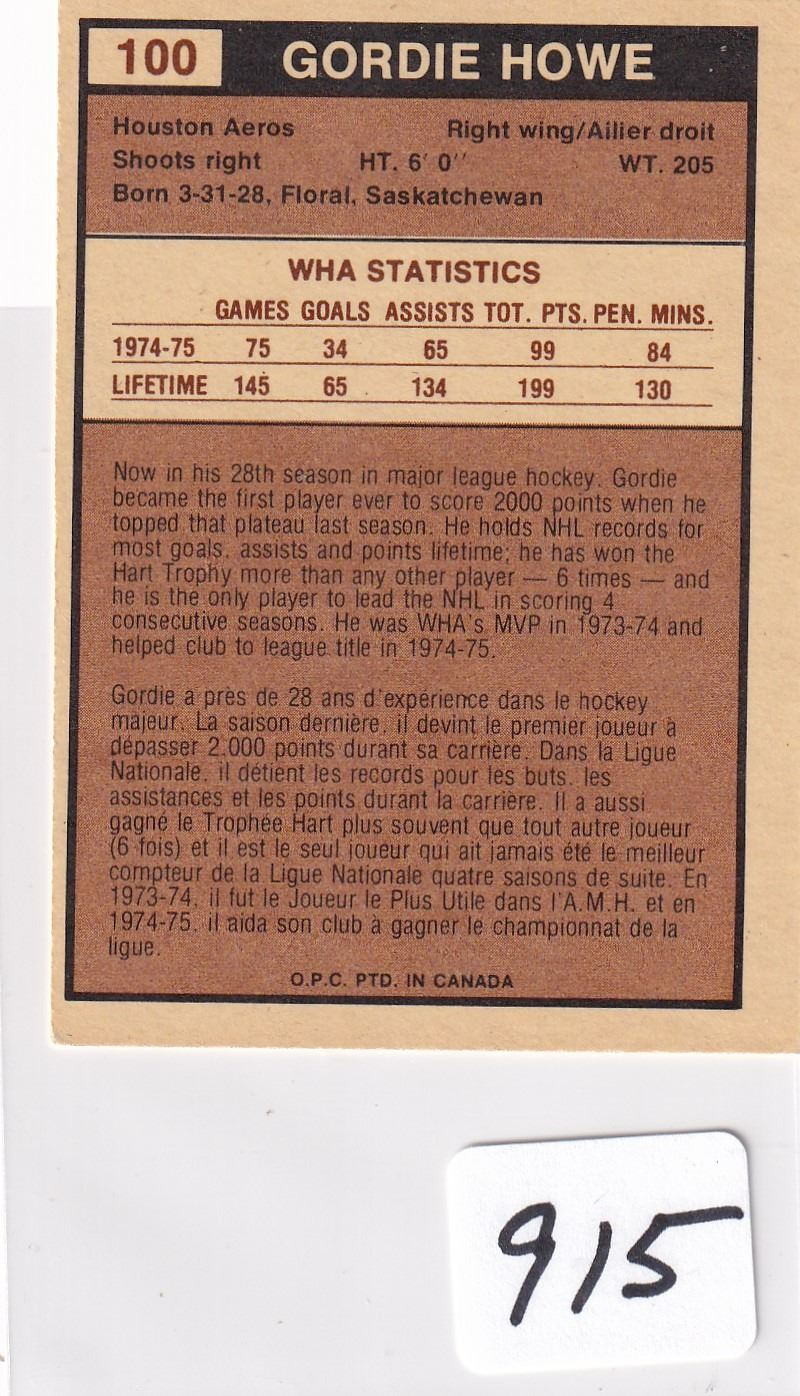 100 GORDIE HOWE
Houston Aeros Right wing/Ailier droit
Shoots right HT. 6' 0'' WT. 205
Born 3-31-28, Floral, Saskatchewan
WHA STATISTICS
GAMES GOALS ASSISTS TOT. PTS. PEN. MINS.
1974-75 75 34 65 99 84
LIFETIME 145 65 134 199 130
Now in his 28th season in major league hockey. Gordie
became the first player ever to score 2000 points when he
topped that plateau last season. He holds NHL records for
most goals, assists and points lifetime; he has won the
Hart Trophy more than any other player — 6 times — and
he is the only player to lead the NHL in scoring 4
consecutive seasons. He was WHA's MVP in 1973-74 and
helped club to league title in 1974-75.
Gordie a près de 28 ans d'expérience dans le hockey
majeur. La saison dernière, il devint le premier joueur à
dépasser 2,000 points durant sa carrière. Dans la Ligue
Nationale, il détient les records pour les buts, les
assistances et les points durant la carrière. Il a aussi
gagné le Trophée Hart plus souvent que tout autre joueur
(6 fois) et il est le seul joueur qui ait jamais été le meilleur
compteur de la Ligue Nationale quatre saisons de suite. En
1973-74, il fut le Joueur le Plus Utile dans l'A.M.H. et en
1974-75, il aida son club à gagner le championnat de la
ligue.
O.P.C. PTD. IN CANADA
915